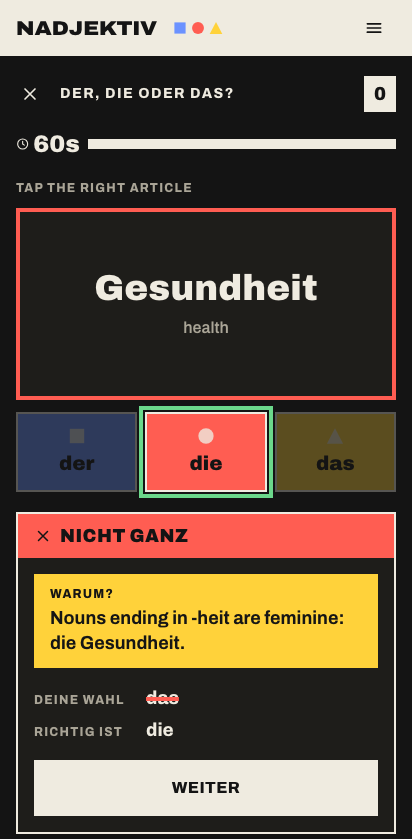 NADJEKTIV
DER, DIE ODER DAS?
0
60s
TAP THE RIGHT ARTICLE
Gesundheit
health
der
die
das
NICHT GANZ
WARUM?
Nouns ending in -heit are feminine:
die Gesundheit.
DEINE WAHL das
RICHTIG IST die
WEITER